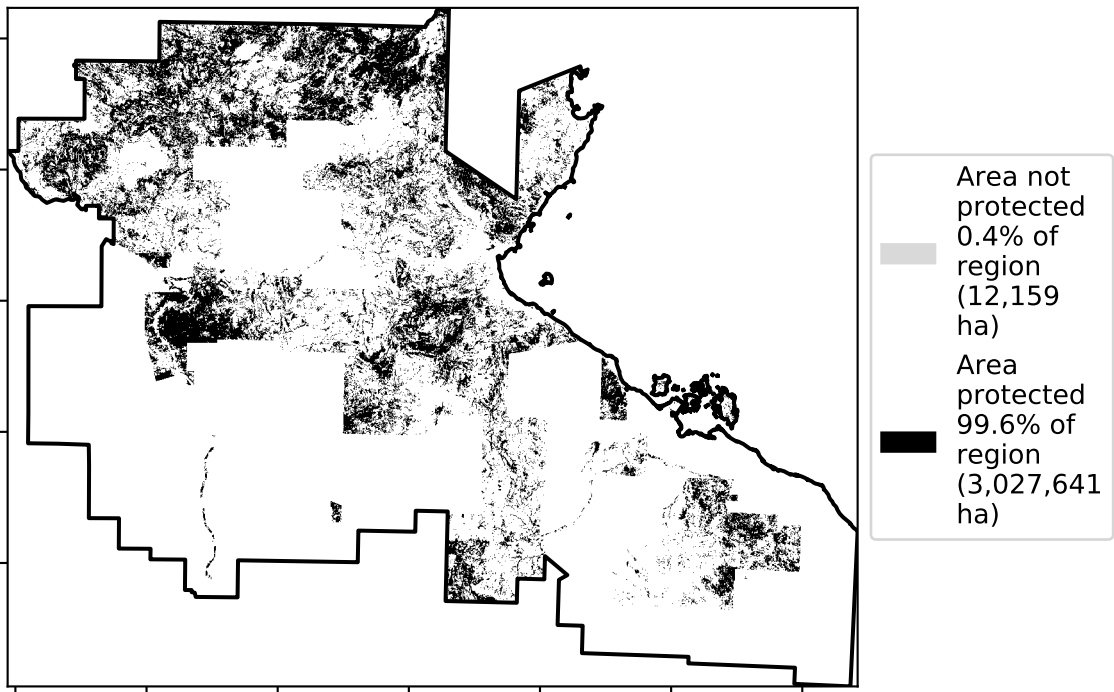 Area not
protected
0.4% of
region
(12,159
ha)
Area
protected
99.6% of
region
(3,027,641
ha)